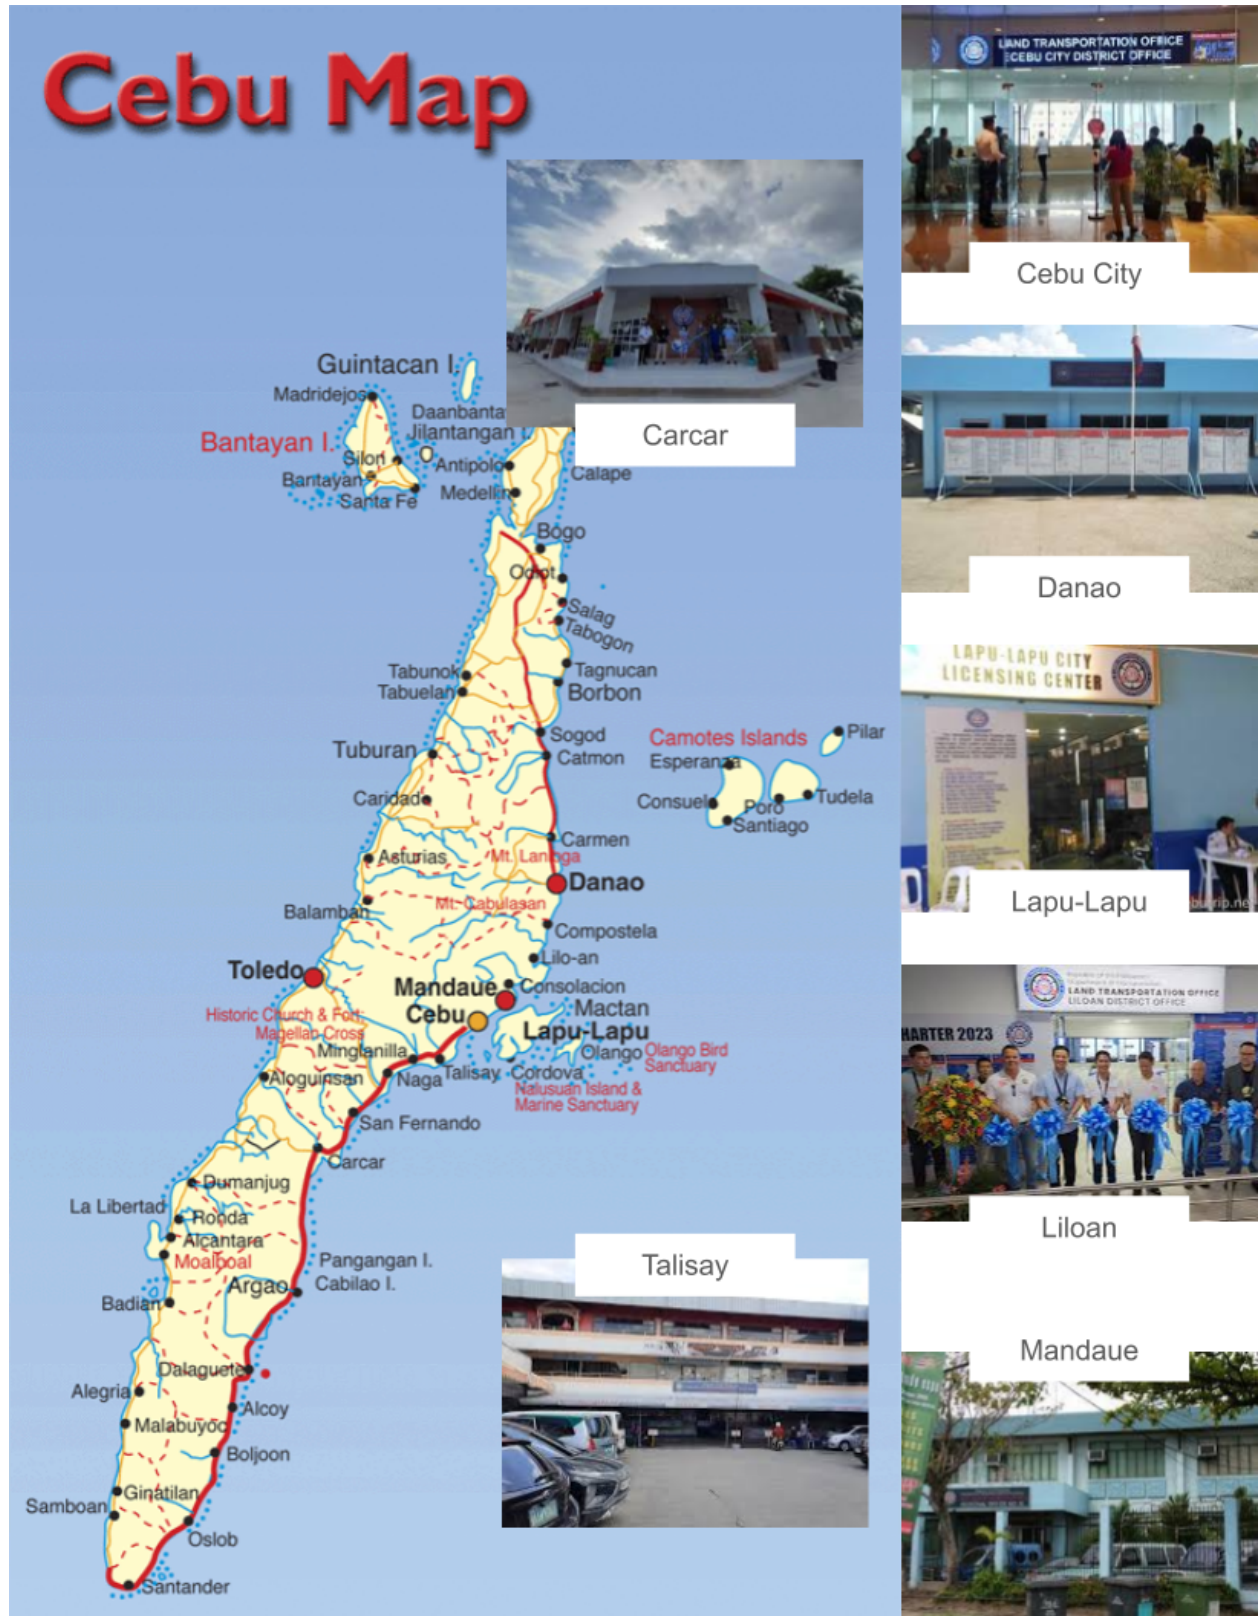 Cebu Map
Guintacan I.
Madridejos
Daanbanta
Jilantangan I.
Bantayan I.
Silon
Antipolo
Calape
Bantayan
Medellin
Santa Fe
Bogo
Odlot
Salag
Tabogon
Tabunok
Tagnucan
Tabuelan
Borbon
Tuburan
Sogod
Catmon
Camotes Islands
Pilar
Esperanza
Caridad
Consuelo
Poro
Tudela
Santiago
Carmen
Asturias
Danao
Mt. Cabulasan
Balamban
Compostela
Lilo-an
Toledo
Mandaue
Consolacion
Cebu
Mactan
Historic Church & Fort;
Magellan Cross
Lapu-Lapu
Minglanilla
Olango
Olango Bird
Sanctuary
Aloguinsan
Naga
Talisay
Cordova
Nalusuan Island &
Marine Sanctuary
San Fernando
Carcar
Dumanjug
La Libertad
Ronda
Alcantara
Moalboal
Pangangan I.
Argao
Cabilao I.
Badian
Dalaguete
Alegria
Alcoy
Malabuyoc
Boljoon
Ginatilan
Samboan
Oslob
Santander
Carcar
Talisay
LAND TRANSPORTATION OFFICE
CEBU CITY DISTRICT OFFICE
Cebu City
Danao
LAPU-LAPU CITY
LICENSING CENTER
Lapu-Lapu
LAND TRANSPORTATION OFFICE
LILOAN DISTRICT OFFICE
HARTER 2023
Liloan
Mandaue